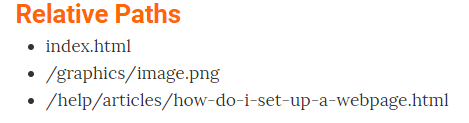 Relative Paths
index.html
/graphics/image.png
/help/articles/how-do-i-set-up-a-webpage.html